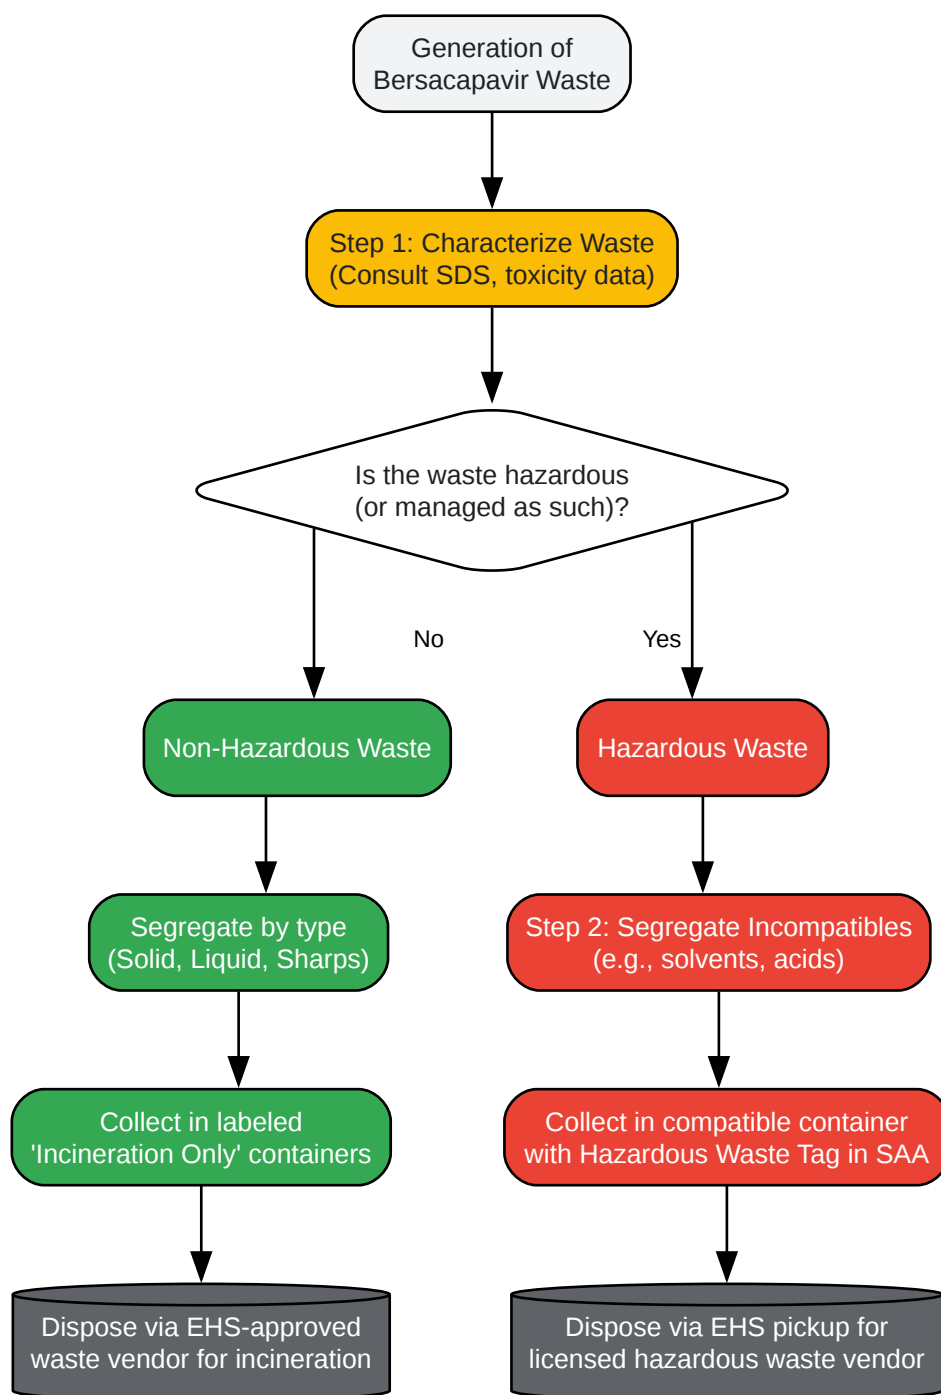 Generation of
Bersacapavir Waste
Step 1: Characterize Waste
(Consult SDS, toxicity data)
Is the waste hazardous
(or managed as such)?
No
Yes
Non-Hazardous Waste
Hazardous Waste
Segregate by type
(Solid, Liquid, Sharps)
Step 2: Segregate Incompatibles
(e.g., solvents, acids)
Collect in labeled
'Incineration Only' containers
Collect in compatible container
with Hazardous Waste Tag in SAA
Dispose via EHS-approved
waste vendor for incineration
Dispose via EHS pickup for
licensed hazardous waste vendor